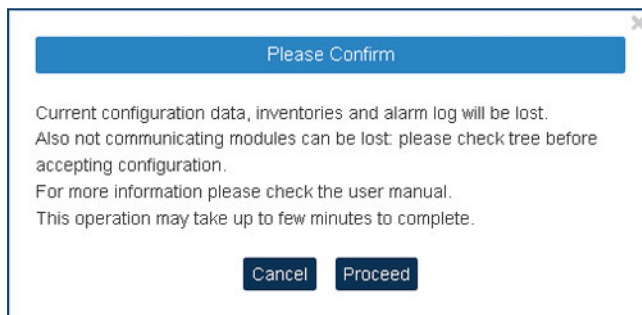 Please Confirm
Current configuration data, inventories and alarm log will be lost.
Also not communicating modules can be lost: please check tree before
accepting configuration.
For more information please check the user manual.
This operation may take up to few minutes to complete.
Cancel Proceed